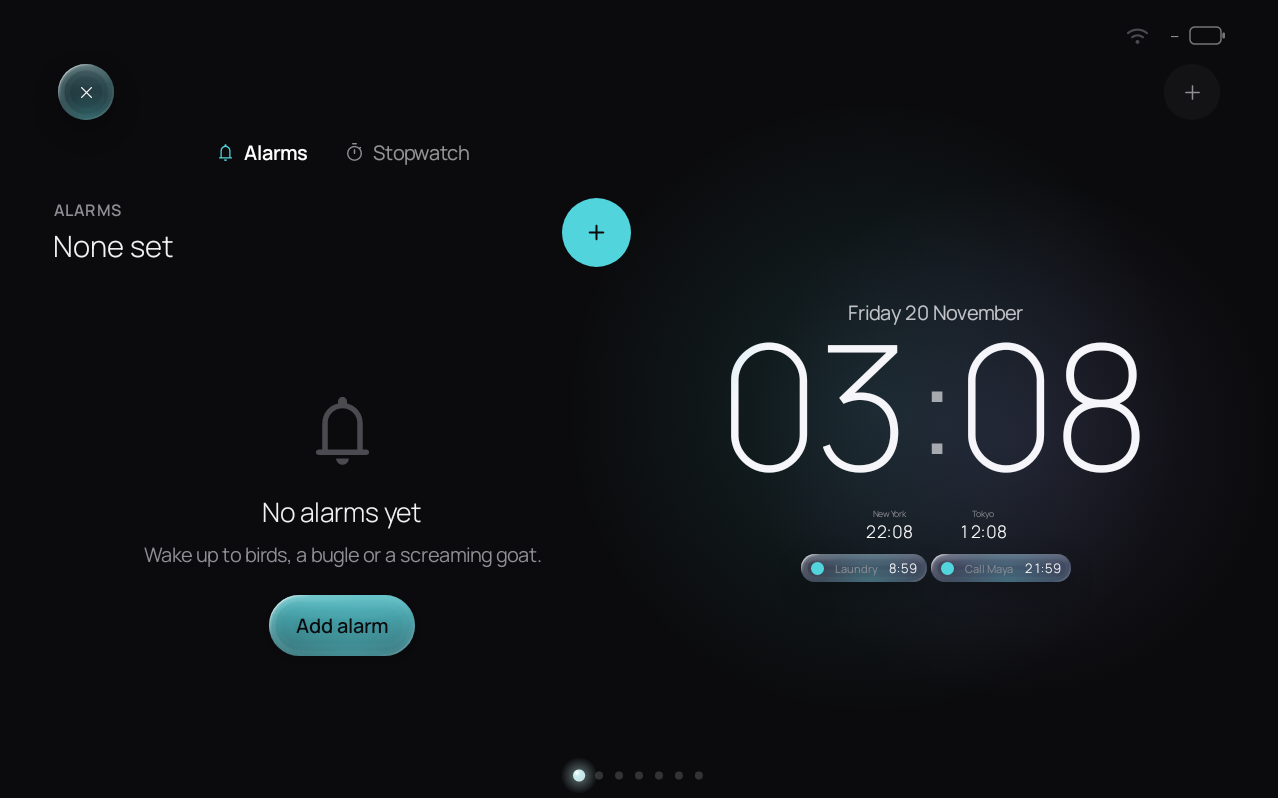 –
Alarms Stopwatch
ALARMS
None set
No alarms yet
Wake up to birds, a bugle or a screaming goat.
Add alarm
Friday 20 November
03:08
New York Tokyo
22:08 12:08
Laundry 8:59 Call Maya 21:59